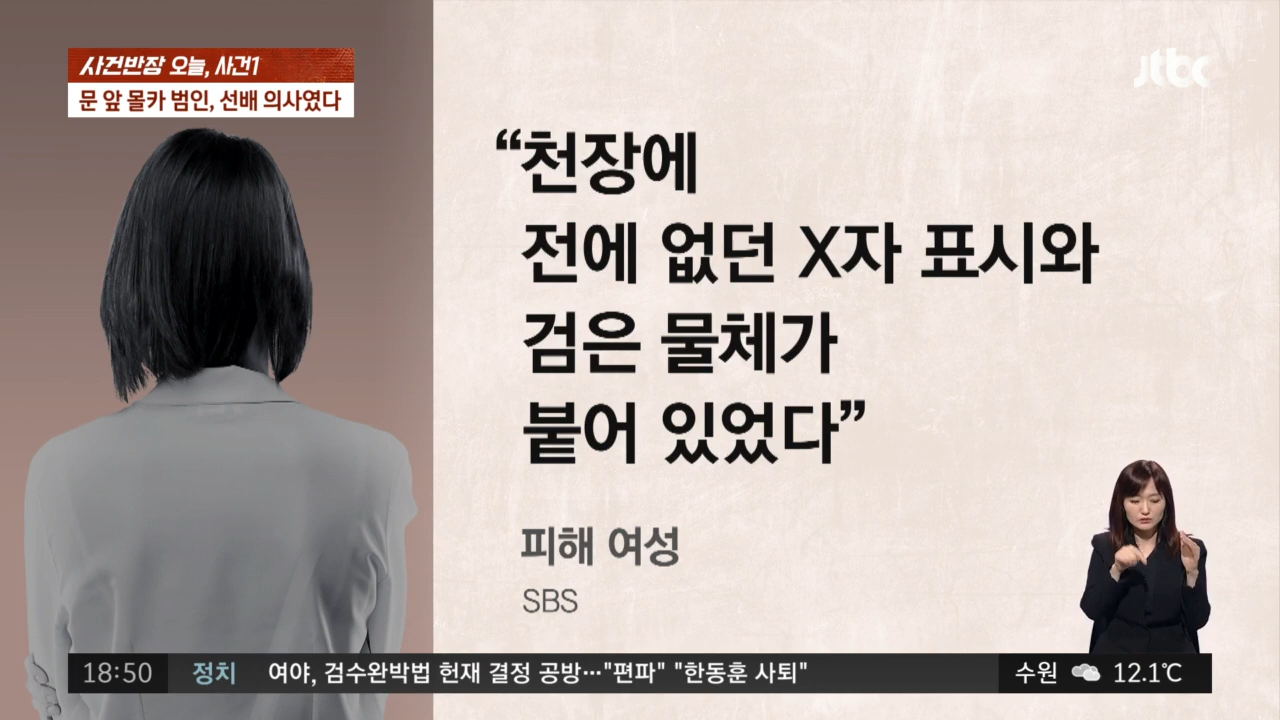 사건반장 오늘, 사건1
문 앞 몰카 범인, 선배 의사였다
jtbc
“천장에
전에 없던 X자 표시와
검은 물체가
붙어 있었다”
피해 여성
SBS
18:50 정치 여야, 검수완박법 헌재 결정 공방…"편파" "한동훈 사퇴" 수원 12.1℃